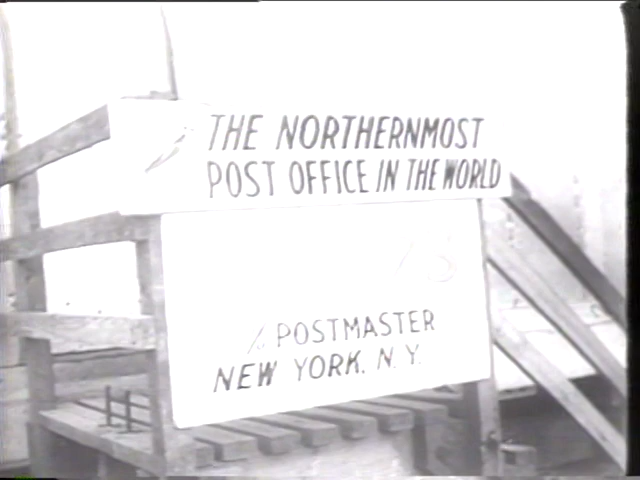 THE NORTHERNMOST
POST OFFICE IN THE WORLD
POSTMASTER
NEW YORK, N.Y.